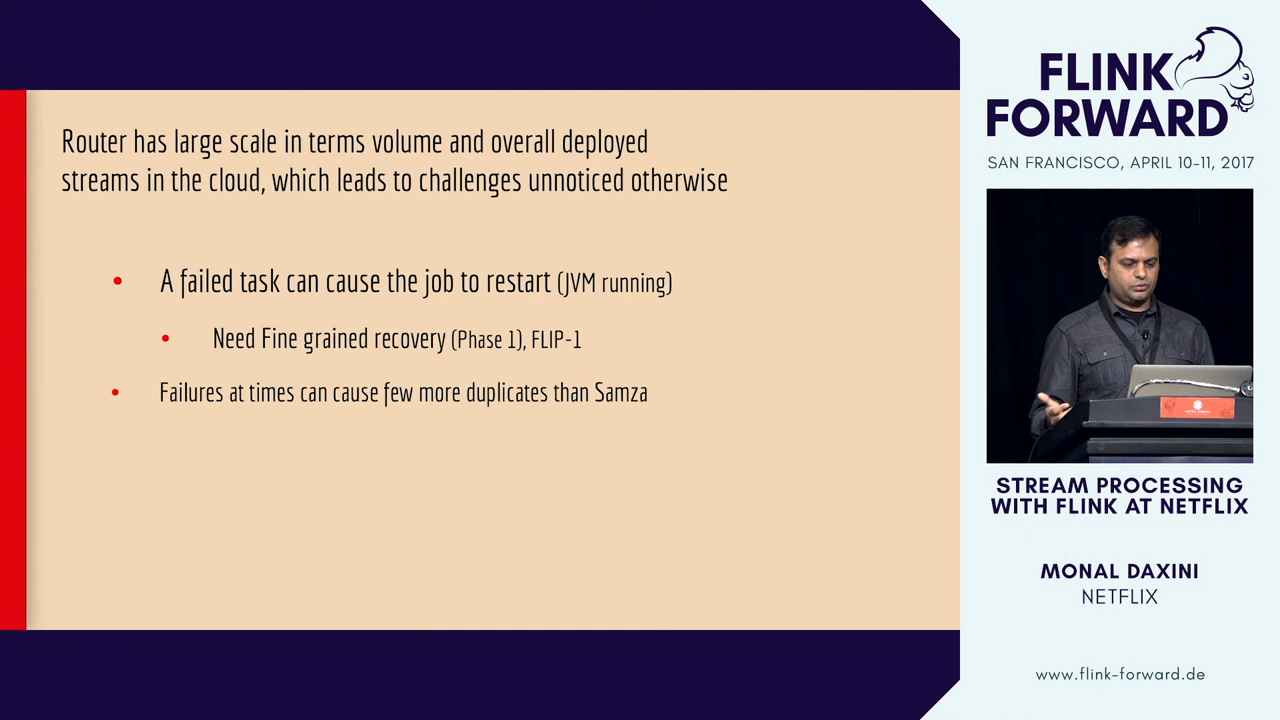 Router has large scale in terms volume and overall deployed
streams in the cloud, which leads to challenges unnoticed otherwise
• A failed task can cause the job to restart (JVM running)
• Need Fine grained recovery (Phase 1), FLIP-1
• Failures at times can cause few more duplicates than Samza
FLINK
FORWARD
SAN FRANCISCO, APRIL 10-11, 2017
STREAM PROCESSING
WITH FLINK AT NETFLIX
MONAL DAXINI
NETFLIX
www.flink-forward.de